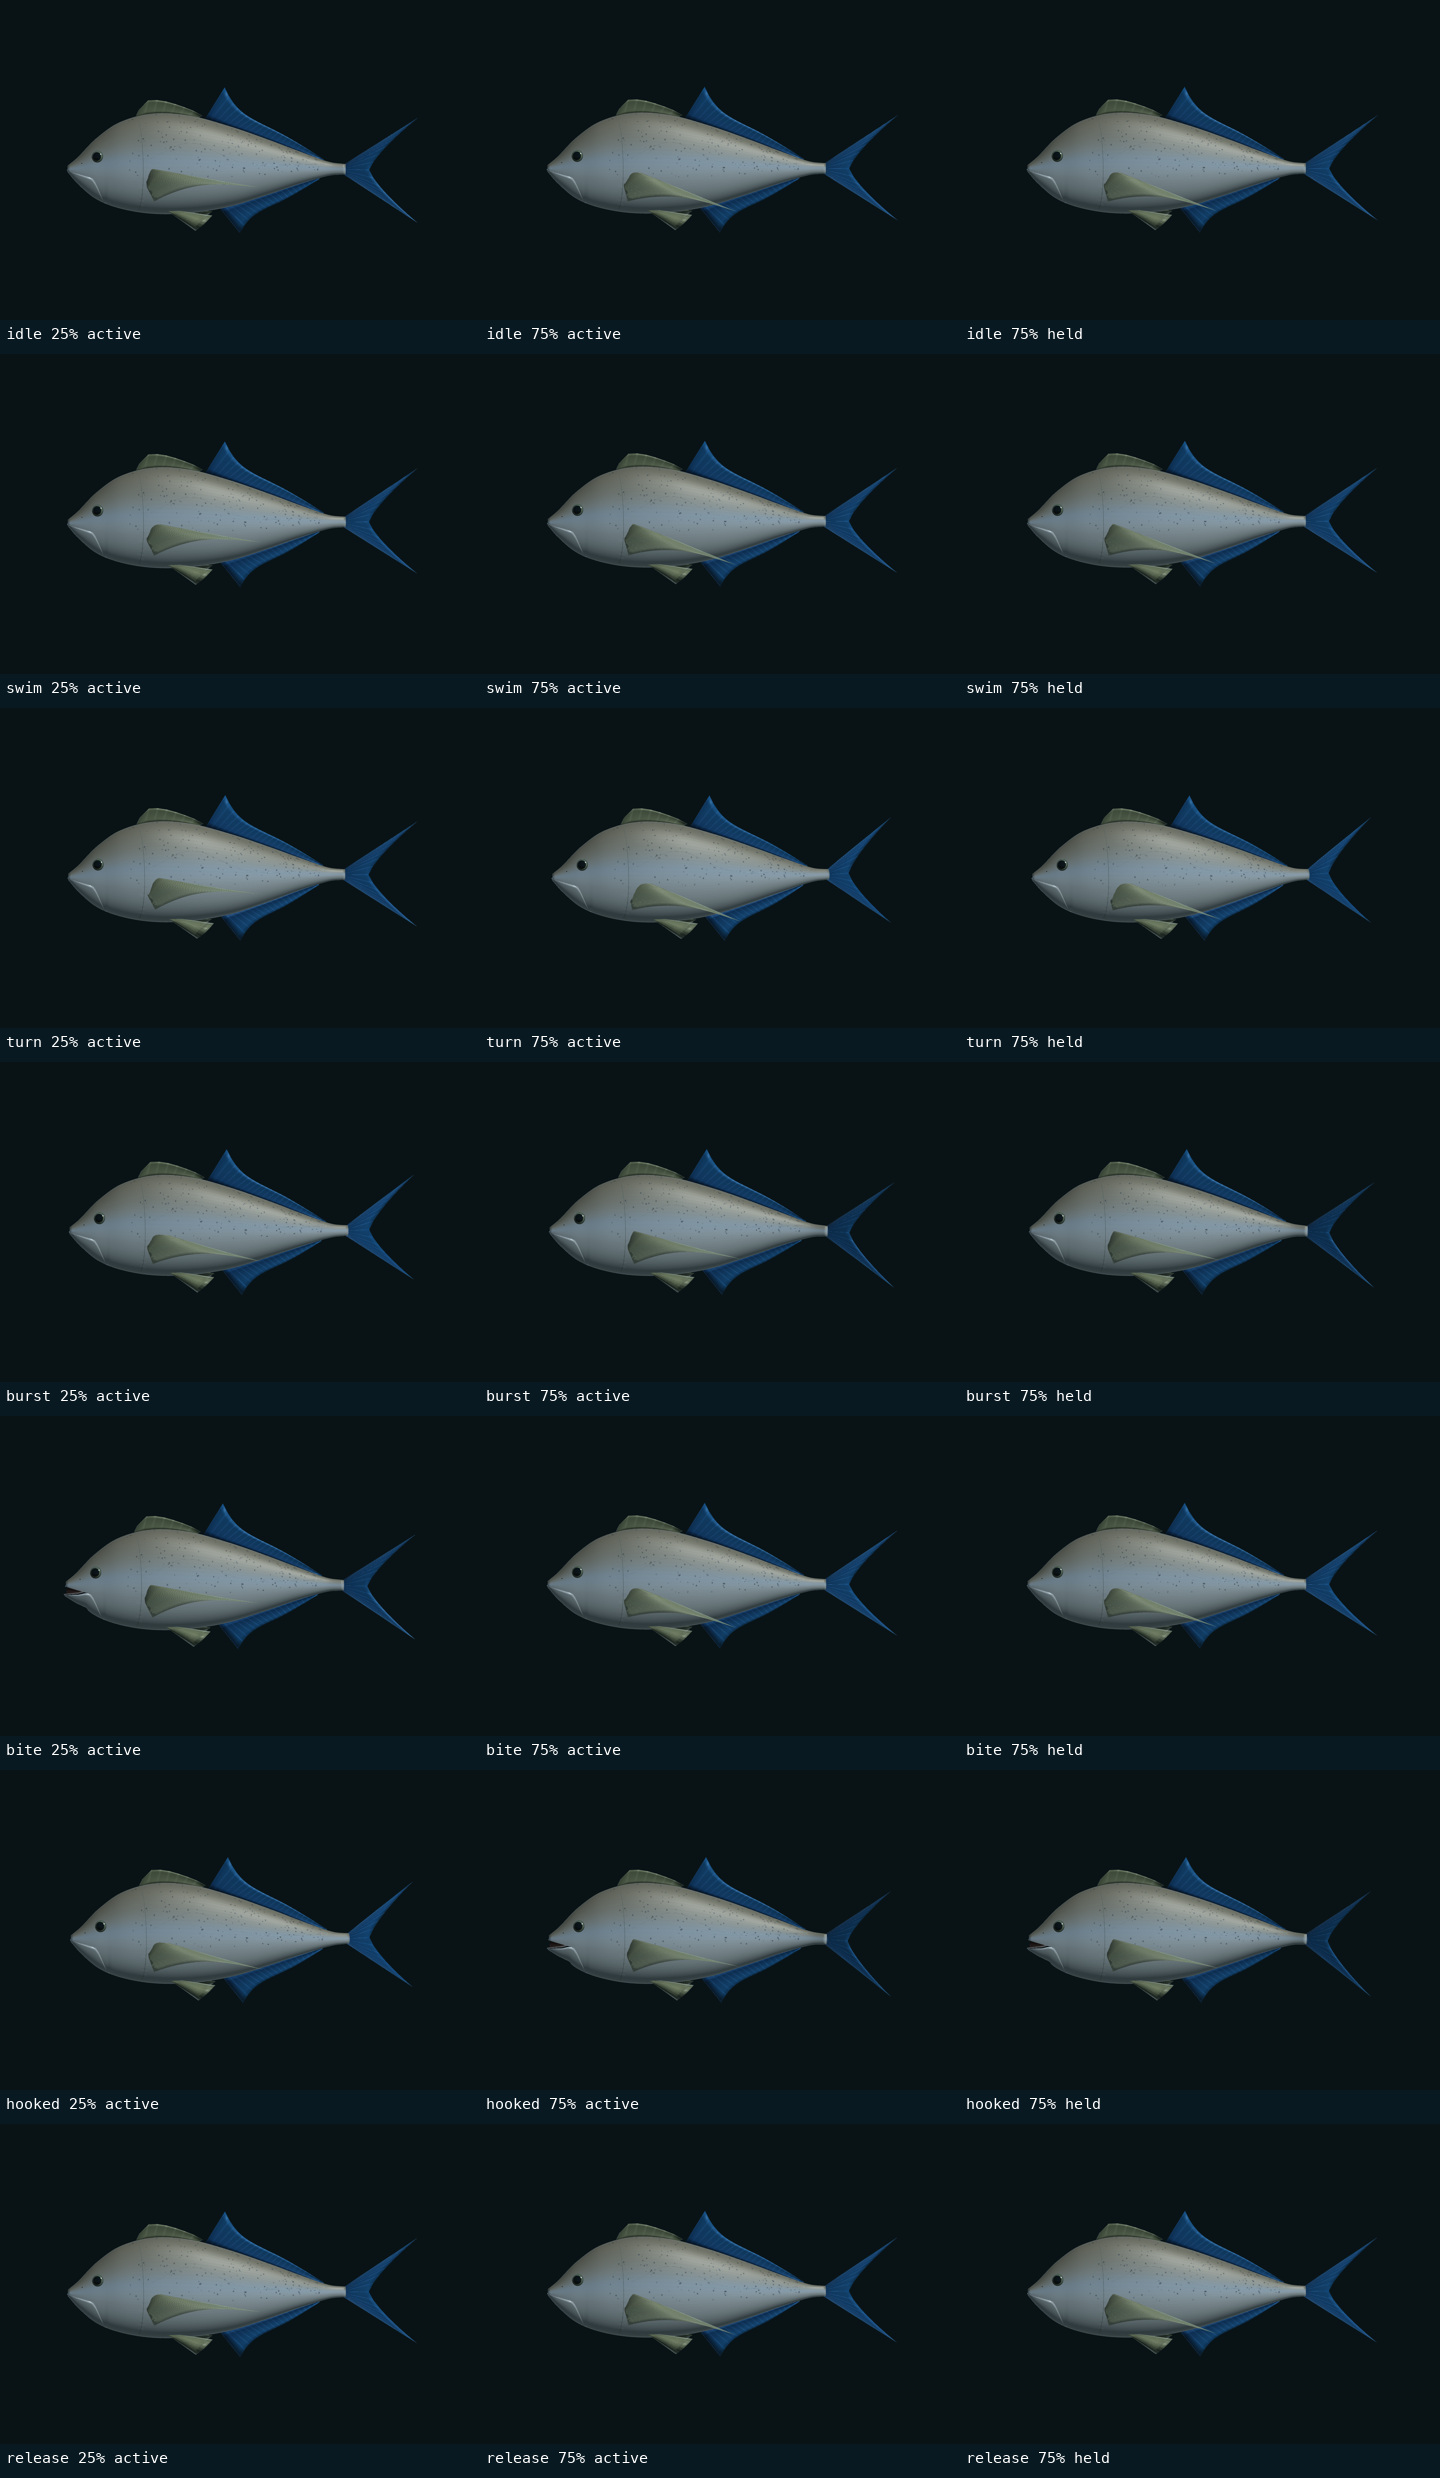 idle 25% active
idle 75% active
idle 75% held
swim 25% active
swim 75% active
swim 75% held
turn 25% active
turn 75% active
turn 75% held
burst 25% active
burst 75% active
burst 75% held
bite 25% active
bite 75% active
bite 75% held
hooked 25% active
hooked 75% active
hooked 75% held
release 25% active
release 75% active
release 75% held